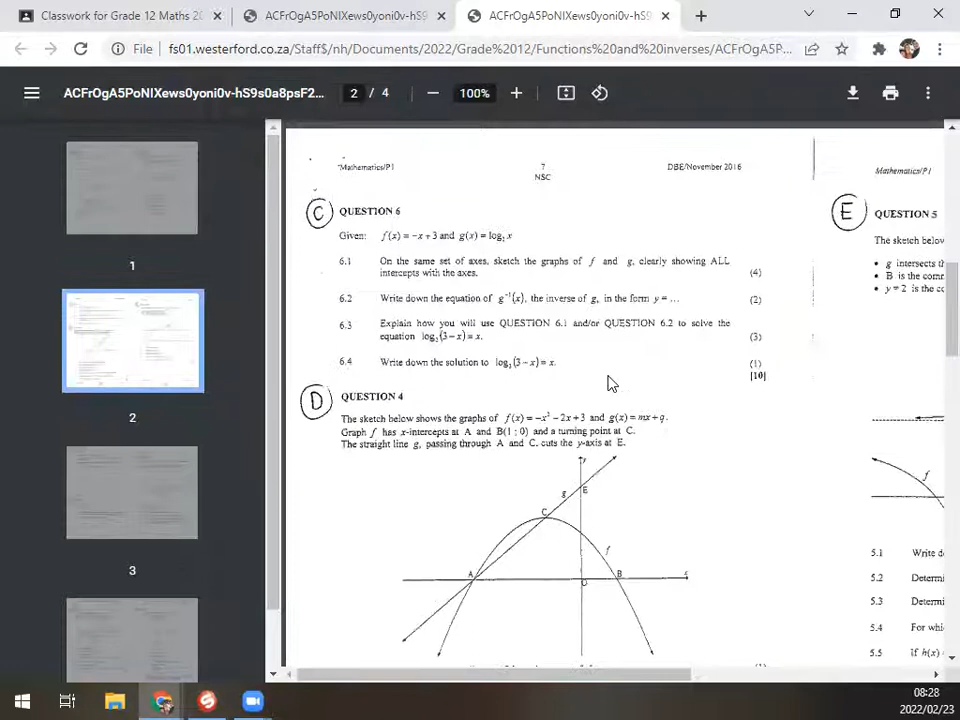 Classwork for Grade 12 Maths 20
ACFrOgA5PoNIXews0yoni0v-hS9s0
ACFrOgA5PoNIXews0yoni0v-hS9s0
File
fs01.westerford.co.za/Staff$/nh/Documents/2022/Grade%2012/Functions%20and%20inverses/ACFrOgA5P...
ACFrOgA5PoNIXews0yoni0v-hS9s0a8psF2...
2 / 4
100%
1
2
3
Mathematics/P1
7
NSC
DBE/November 2016
C QUESTION 6
Given: f(x) = -x + 3 and g(x) = log₂ x
6.1 On the same set of axes, sketch the graphs of f and g, clearly showing ALL
intercepts with the axes. (4)
6.2 Write down the equation of g⁻¹(x), the inverse of g, in the form y = ... (2)
6.3 Explain how you will use QUESTION 6.1 and/or QUESTION 6.2 to solve the
equation log₂(3 - x) = x. (3)
6.4 Write down the solution to log₂(3 - x) = x. (1)
[10]
D QUESTION 4
The sketch below shows the graphs of f(x) = -x² - 2x + 3 and g(x) = mx + q.
Graph f has x-intercepts at A and B(1 ; 0) and a turning point at C.
The straight line g, passing through A and C, cuts the y-axis at E.
y
E
g
C
f
A
B
O
x
Mathematics/P1
E QUESTION 5
The sketch below
• g intersects th
• B is the comm
• y = 2 is the
f
5.1 Write d
5.2 Determi
5.3 Determi
5.4 For whi
5.5 If h(x) =
08:28
2022/02/23